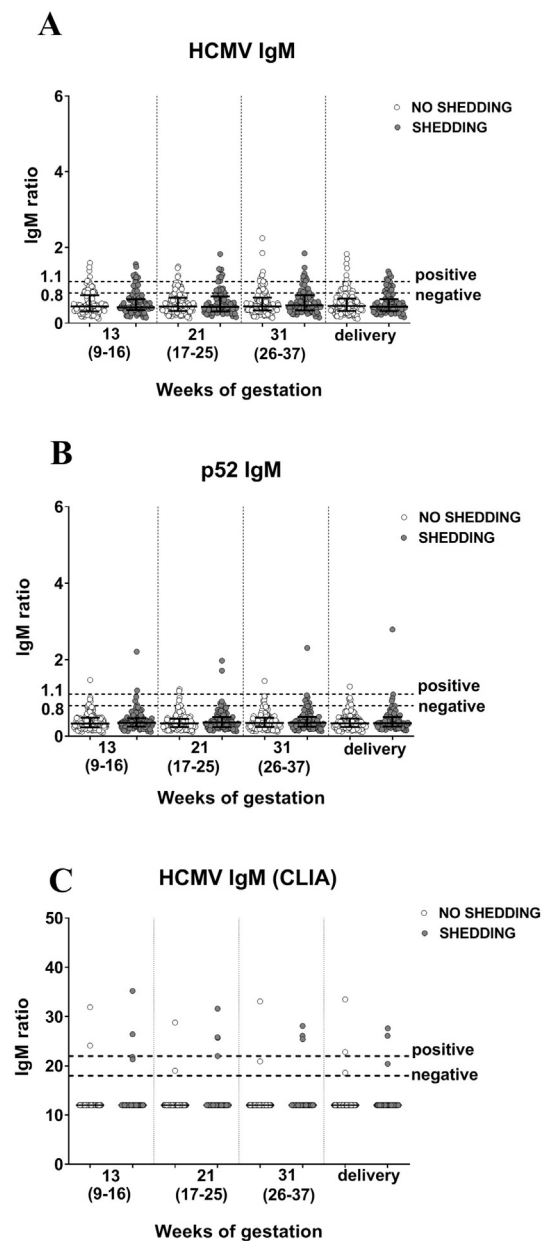 A
HCMV IgM
6
4
2
1.1
0.8
0
IgM ratio
NO SHEDDING
SHEDDING
positive
negative
13 21 31 delivery
(9-16) (17-25) (26-37)
Weeks of gestation
B
p52 IgM
6
4
2
1.1
0.8
0
IgM ratio
NO SHEDDING
SHEDDING
positive
negative
13 21 31 delivery
(9-16) (17-25) (26-37)
Weeks of gestation
C
HCMV IgM (CLIA)
50
40
30
20
10
0
IgM ratio
NO SHEDDING
SHEDDING
positive
negative
13 21 31 delivery
(9-16) (17-25) (26-37)
Weeks of gestation